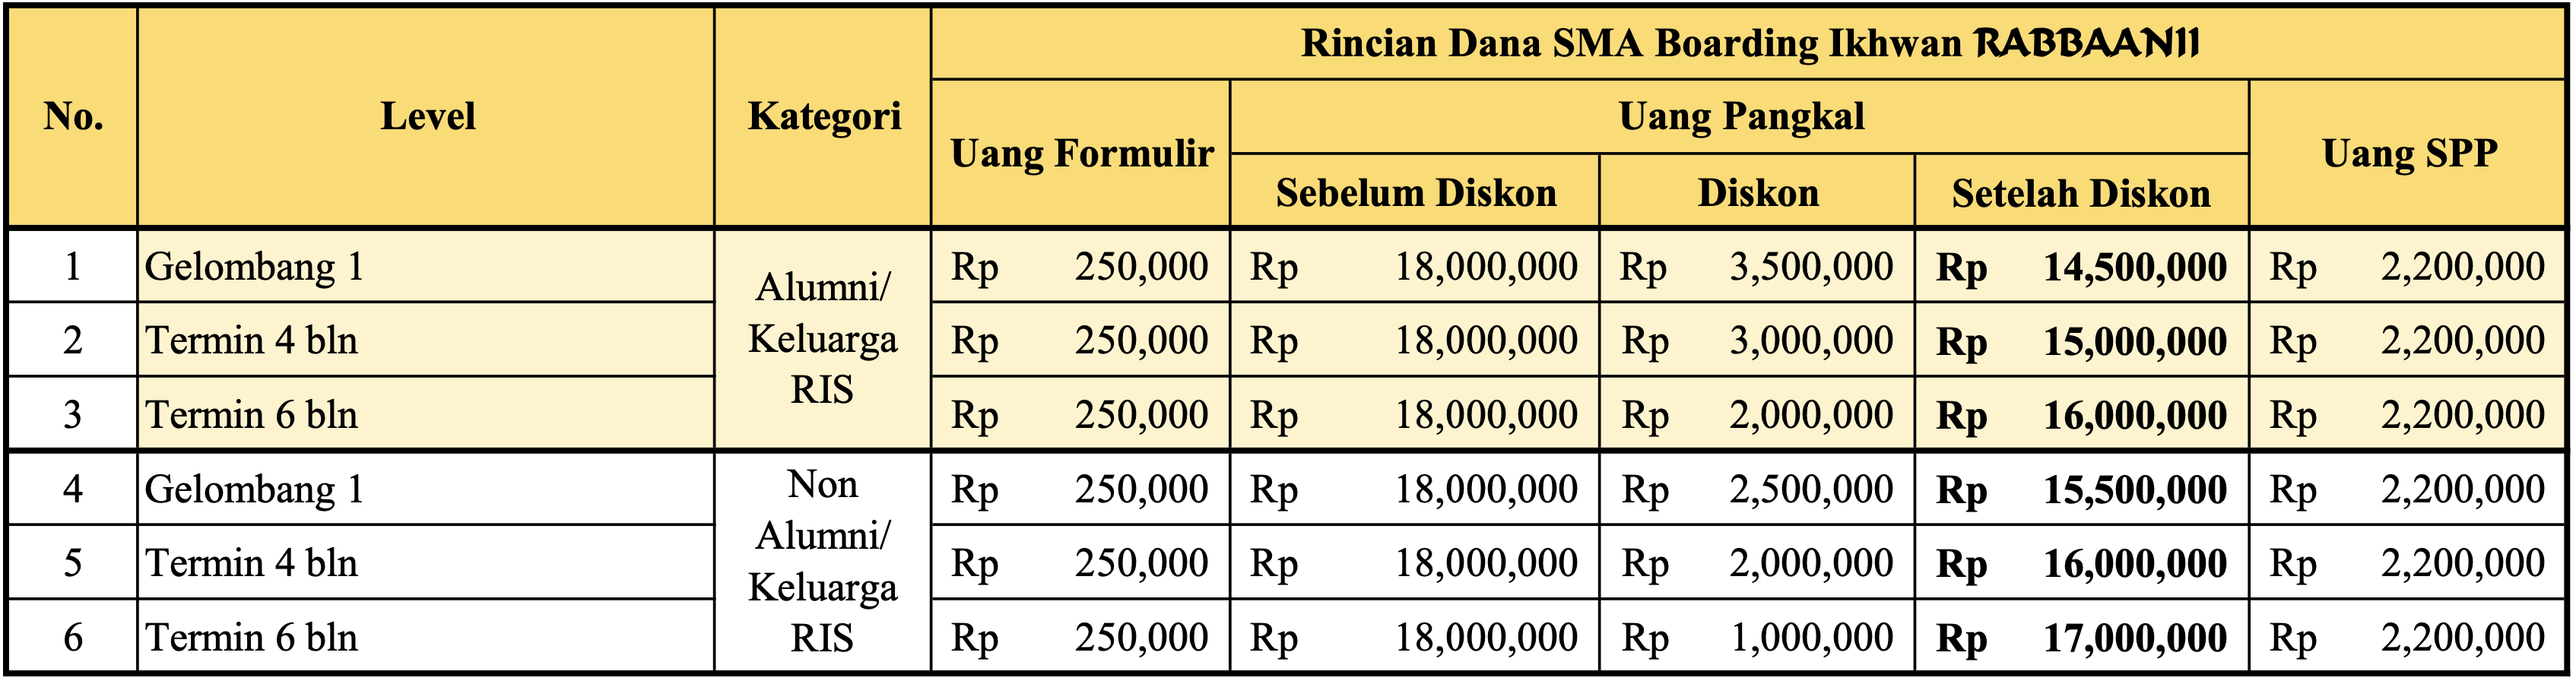 Rincian Dana SMA Boarding Ikhwan RABBAANII
No. Level Kategori Uang Formulir Uang Pangkal Uang SPP
Sebelum Diskon Diskon Setelah Diskon
1 Gelombang 1 Rp 250,000 Rp 18,000,000 Rp 3,500,000 Rp 14,500,000 Rp 2,200,000
Alumni/
Keluarga
RIS
2 Termin 4 bln Rp 250,000 Rp 18,000,000 Rp 3,000,000 Rp 15,000,000 Rp 2,200,000
3 Termin 6 bln Rp 250,000 Rp 18,000,000 Rp 2,000,000 Rp 16,000,000 Rp 2,200,000
4 Gelombang 1 Rp 250,000 Rp 18,000,000 Rp 2,500,000 Rp 15,500,000 Rp 2,200,000
Non
Alumni/
Keluarga
RIS
5 Termin 4 bln Rp 250,000 Rp 18,000,000 Rp 2,000,000 Rp 16,000,000 Rp 2,200,000
6 Termin 6 bln Rp 250,000 Rp 18,000,000 Rp 1,000,000 Rp 17,000,000 Rp 2,200,000